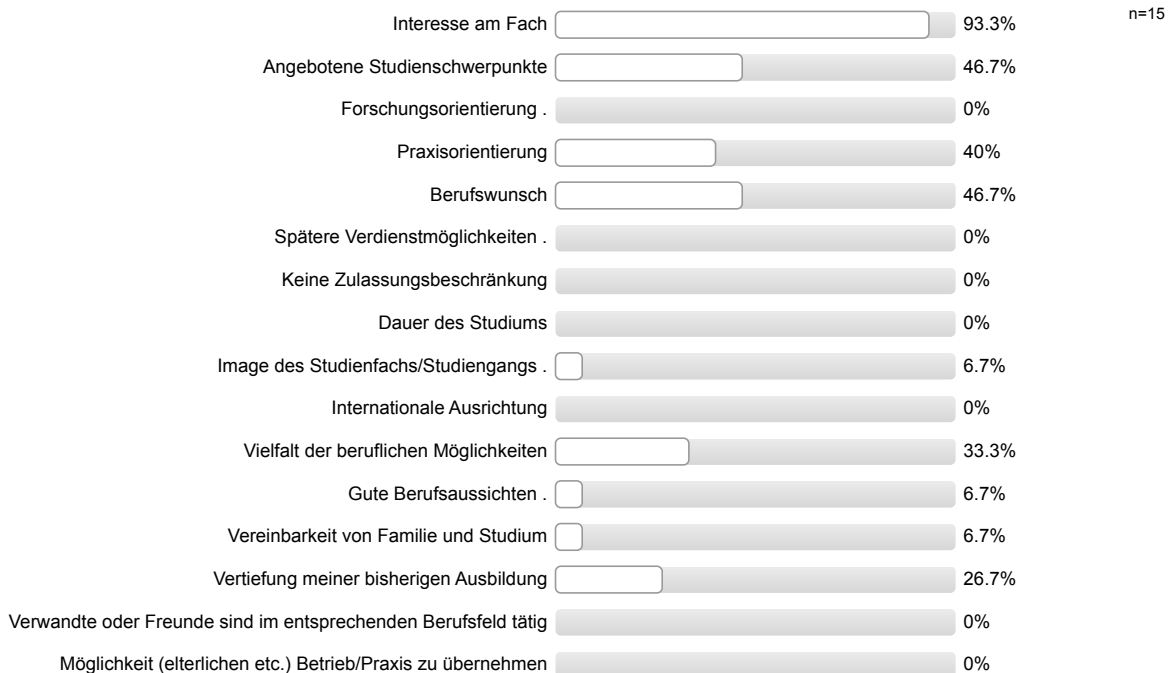 Interesse am Fach 93.3% n=15
Angebotene Studienschwerpunkte 46.7%
Forschungsorientierung . 0%
Praxisorientierung 40%
Berufswunsch 46.7%
Spätere Verdienstmöglichkeiten . 0%
Keine Zulassungsbeschränkung 0%
Dauer des Studiums 0%
Image des Studienfachs/Studiengangs . 6.7%
Internationale Ausrichtung 0%
Vielfalt der beruflichen Möglichkeiten 33.3%
Gute Berufsaussichten . 6.7%
Vereinbarkeit von Familie und Studium 6.7%
Vertiefung meiner bisherigen Ausbildung 26.7%
Verwandte oder Freunde sind im entsprechenden Berufsfeld tätig 0%
Möglichkeit (elterlichen etc.) Betrieb/Praxis zu übernehmen 0%